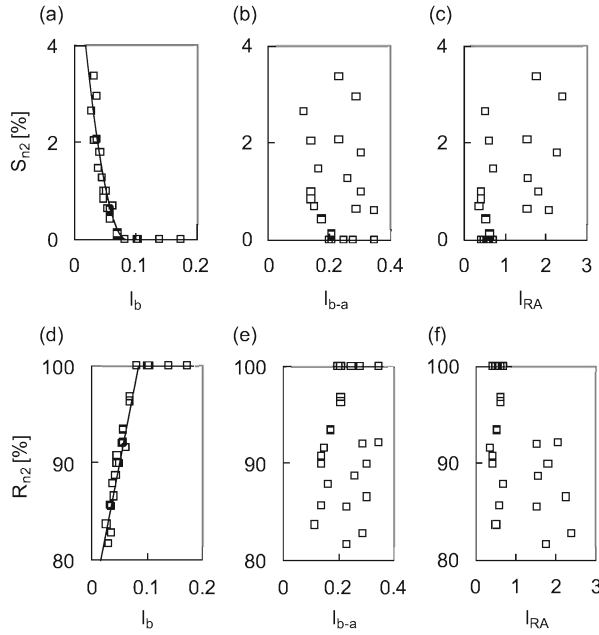 (a) (b) (c)
4 4 4
S_n2 [%] 2 2 2
0 0 0
0 0.1 0.2 0 0.2 0.4 0 1 2 3
I_b I_b-a I_RA
(d) (e) (f)
100 100 100
R_n2 [%] 90 90 90
80 80 80
0 0.1 0.2 0 0.2 0.4 0 1 2 3
I_b I_b-a I_RA